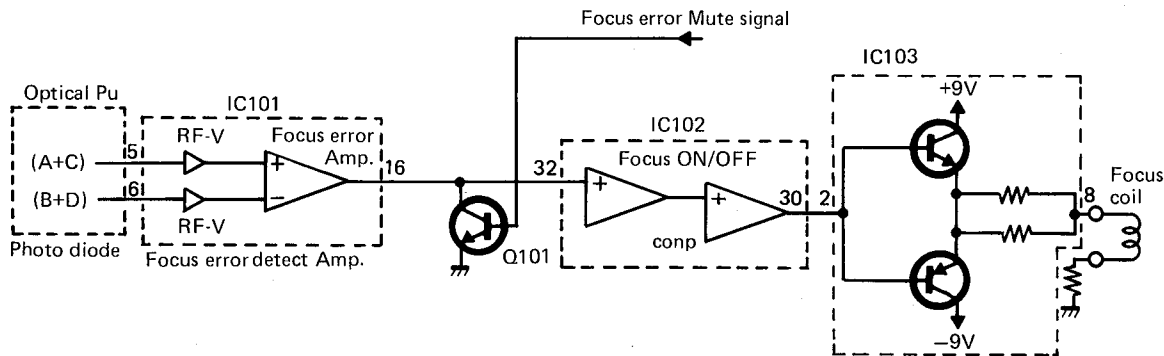 Focus error Mute signal
IC103
+9V
Optical Pu
IC101
RF-V
Focus error
Amp.
IC102
Focus ON/OFF
(A+C)
5
16
32
30
2
8
Focus
coil
(B+D)
6
RF-V
Q101
conp
Photo diode
Focus error detect Amp.
−9V
+
−
+
+